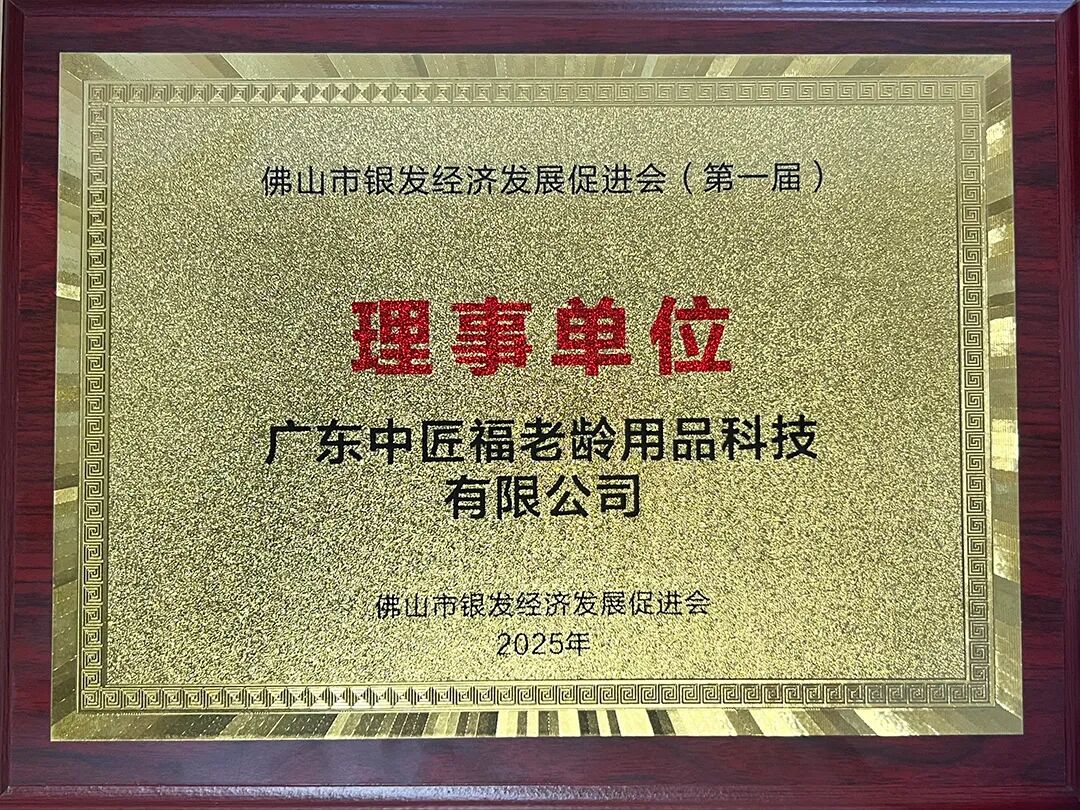 佛山市银发经济发展促进会（第一届）
理事单位
广东中匠福老龄用品科技
有限公司
佛山市银发经济发展促进会
2025年